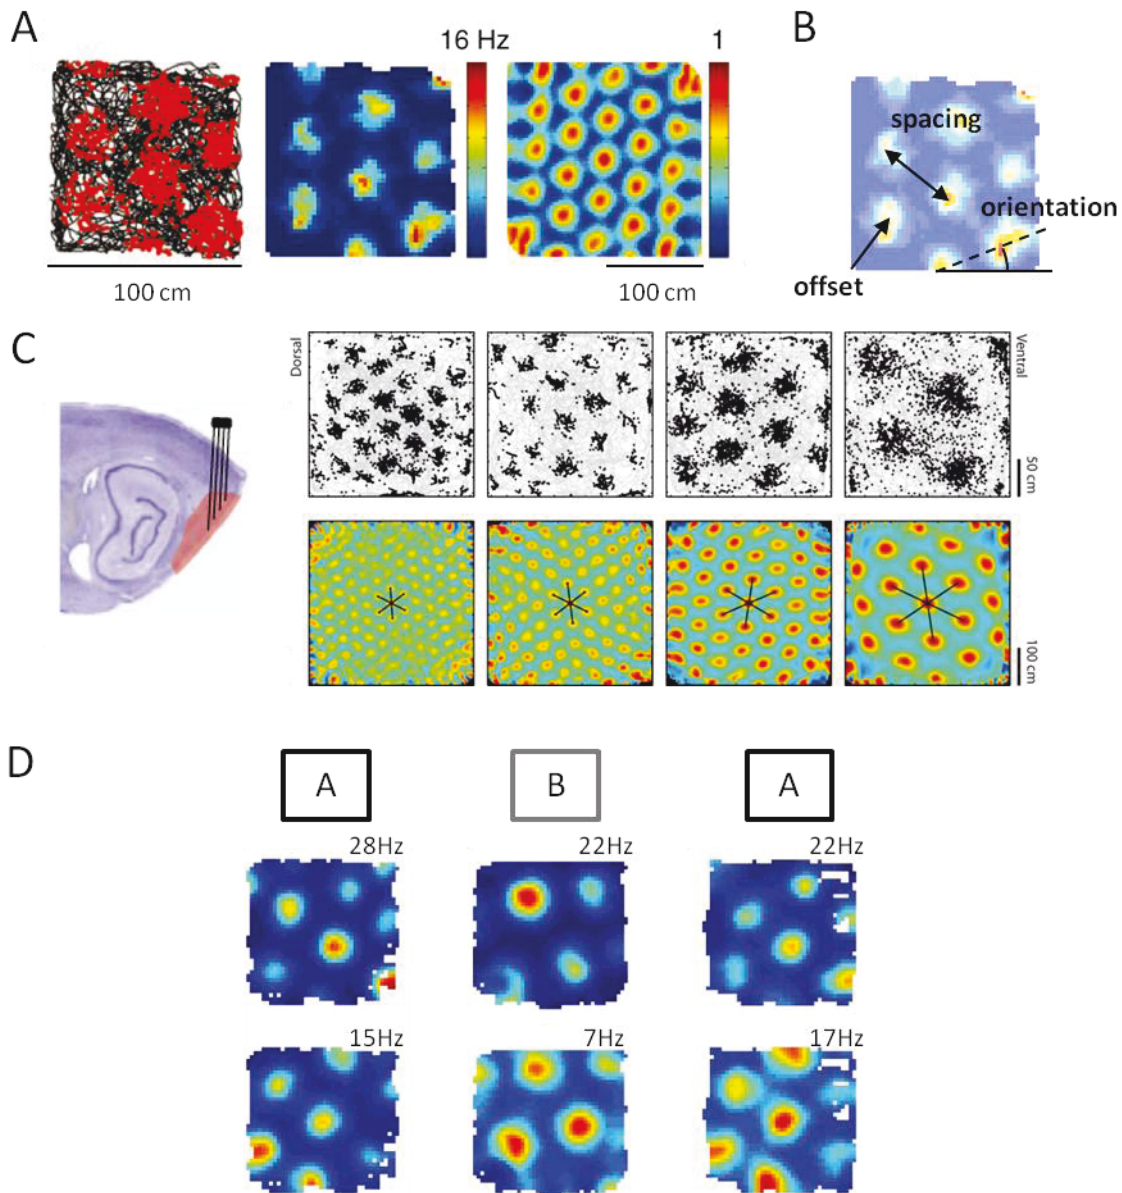 A
16 Hz
1
100 cm
100 cm
B
spacing
orientation
offset
C
Dorsal
Ventral
50 cm
100 cm
D
A
B
A
28Hz
22Hz
22Hz
15Hz
7Hz
17Hz